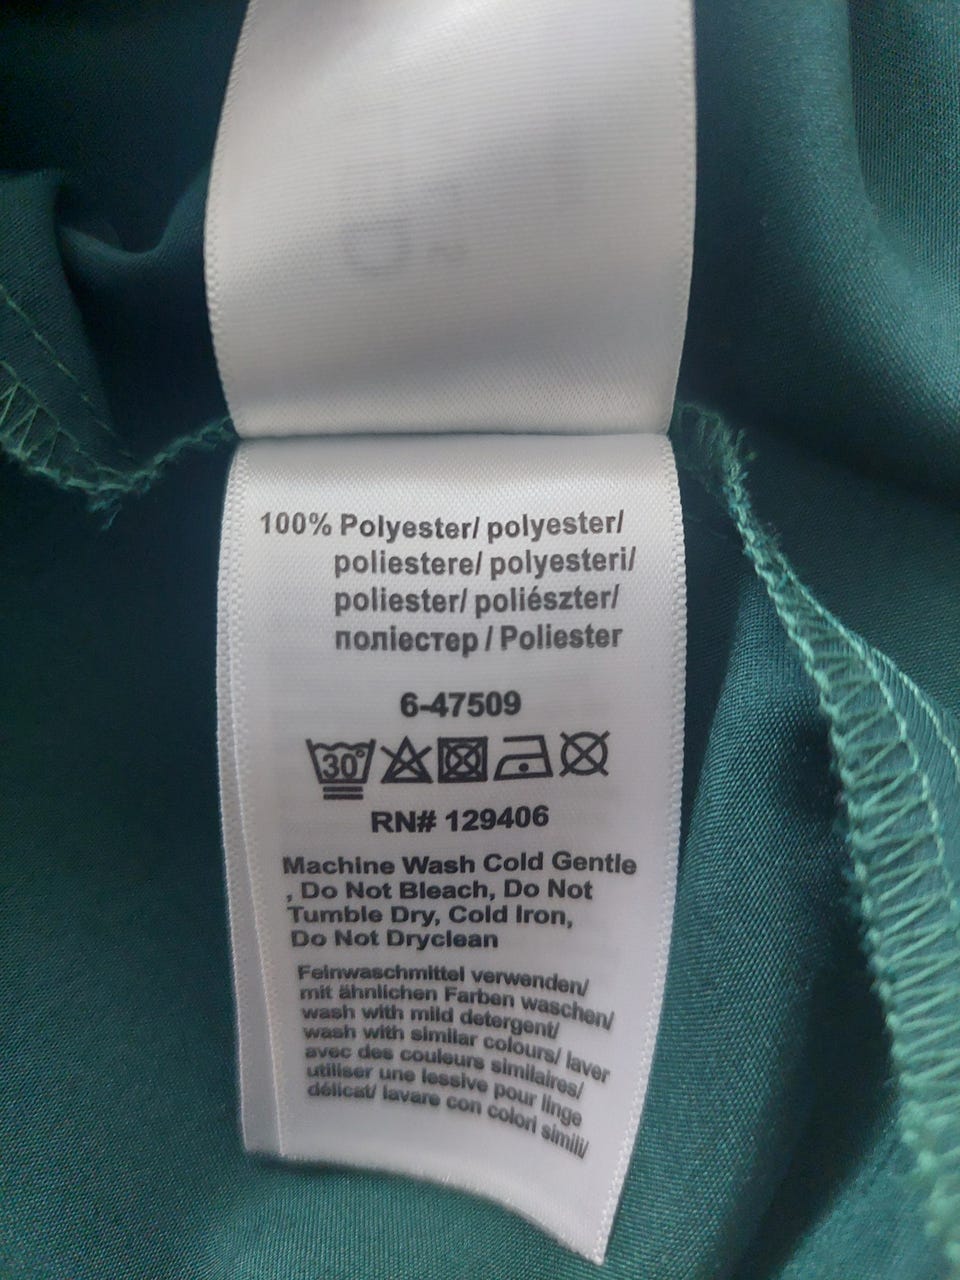 100% Polyester/ polyester/
poliestere/ polyesteri/
poliester/ poliészter/
поліестер / Poliester
6-47509
30°
RN# 129406
Machine Wash Cold Gentle
, Do Not Bleach, Do Not
Tumble Dry, Cold Iron,
Do Not Dryclean
Feinwaschmittel verwenden/
mit ähnlichen Farben waschen/
wash with mild detergent/
wash with similar colours/ laver
avec des couleurs similaires/
utiliser une lessive pour linge
délicat/ lavare con colori simili/